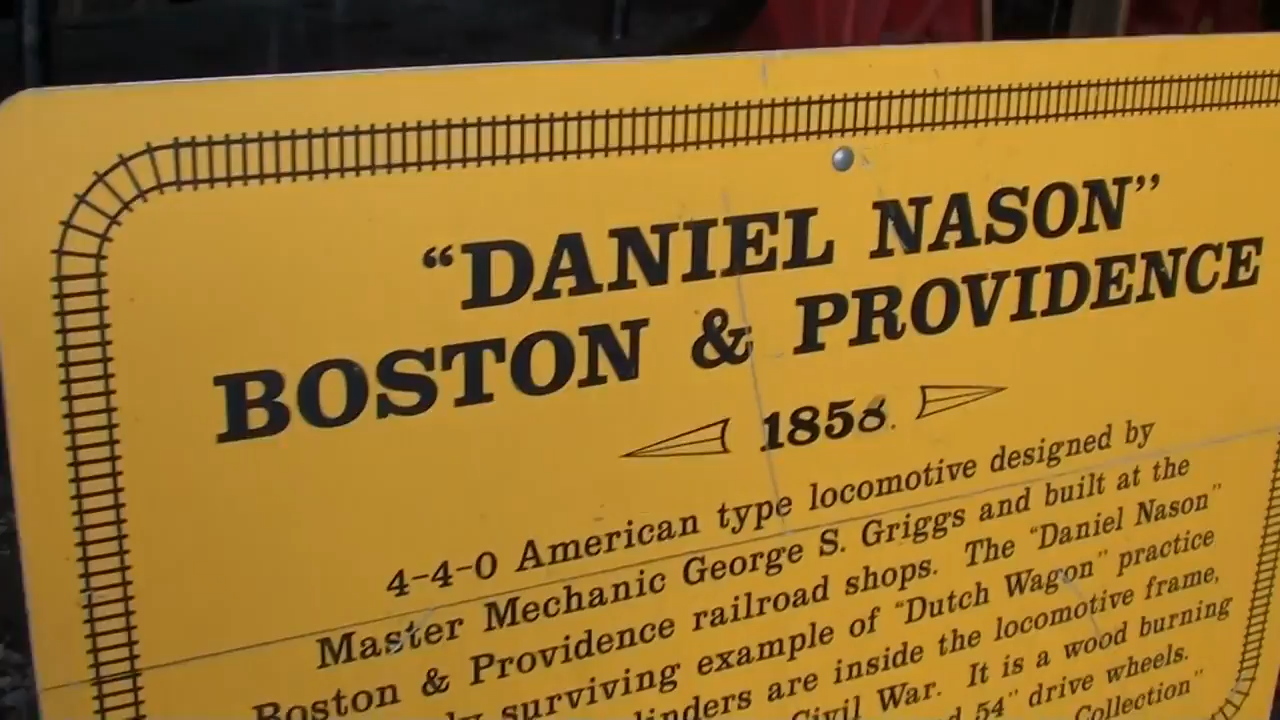 “DANIEL NASON”
BOSTON & PROVIDENCE
1858.
4-4-0 American type locomotive designed by
Master Mechanic George S. Griggs and built at the
Boston & Providence railroad shops. The “Daniel Nason”
surviving example of “Dutch Wagon” practice
are inside the locomotive frame,
Civil War. It is a wood burning
54" drive wheels.
Collection”